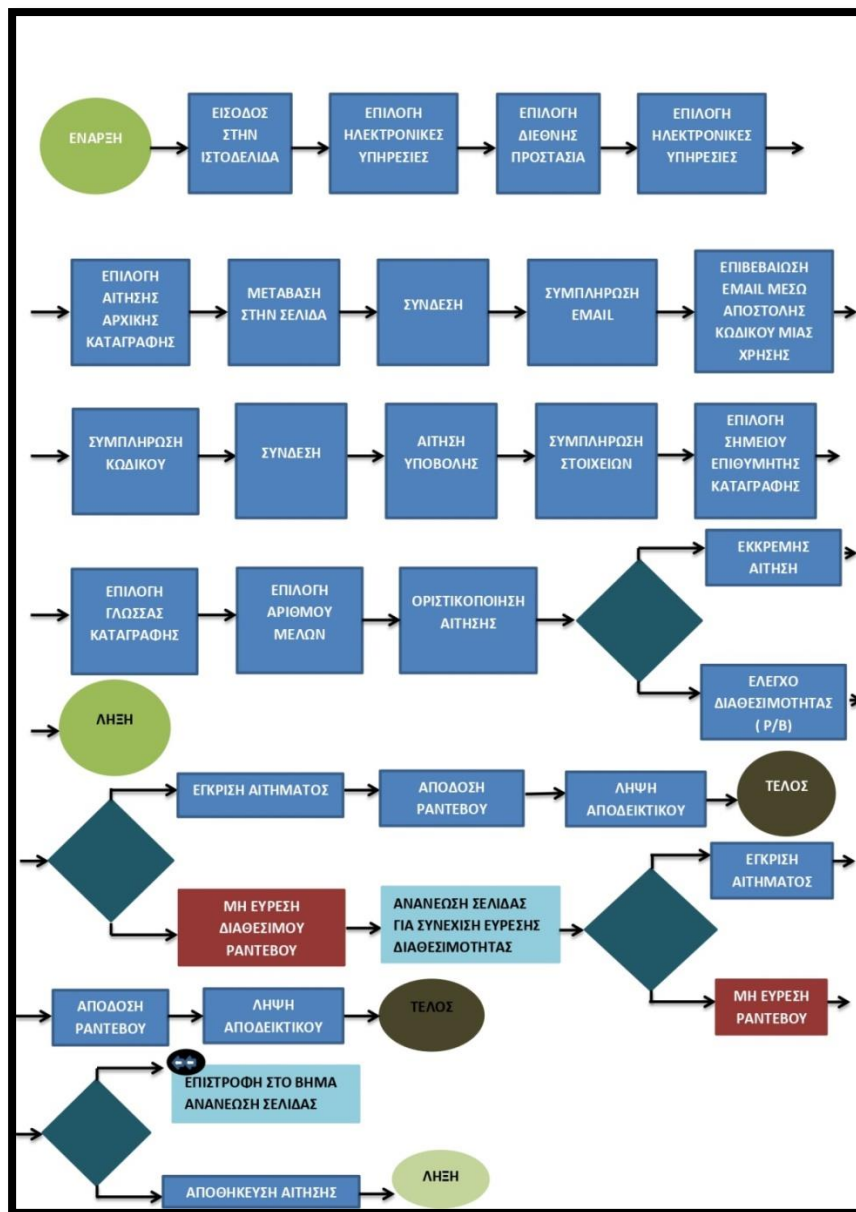 ΕΝΑΡΞΗ
ΕΙΣΟΔΟΣ
ΣΤΗΝ
ΙΣΤΟΔΕΛΙΔΑ
ΕΠΙΛΟΓΗ
ΗΛΕΚΤΡΟΝΙΚΕΣ
ΥΠΗΡΕΣΙΕΣ
ΕΠΙΛΟΓΗ
ΔΙΕΘΝΗΣ
ΠΡΟΣΤΑΣΙΑ
ΕΠΙΛΟΓΗ
ΗΛΕΚΤΡΟΝΙΚΕΣ
ΥΠΗΡΕΣΙΕΣ
ΕΠΙΛΟΓΗ
ΑΙΤΗΣΗΣ
ΑΡΧΙΚΗΣ
ΚΑΤΑΓΡΑΦΗΣ
ΜΕΤΑΒΑΣΗ
ΣΤΗΝ ΣΕΛΙΔΑ
ΣΥΝΔΕΣΗ
ΣΥΜΠΛΗΡΩΣΗ
EMAIL
ΕΠΙΒΕΒΑΙΩΣΗ
EMAIL ΜΕΣΩ
ΑΠΟΣΤΟΛΗΣ
ΚΩΔΙΚΟΥ ΜΙΑΣ
ΧΡΗΣΗΣ
ΣΥΜΠΛΗΡΩΣΗ
ΚΩΔΙΚΟΥ
ΣΥΝΔΕΣΗ
ΑΙΤΗΣΗ
ΥΠΟΒΟΛΗΣ
ΣΥΜΠΛΗΡΩΣΗ
ΣΤΟΙΧΕΙΩΝ
ΕΠΙΛΟΓΗ
ΣΗΜΕΙΟΥ
ΕΠΙΘΥΜΗΤΗΣ
ΚΑΤΑΓΡΑΦΗΣ
ΕΠΙΛΟΓΗ
ΓΛΩΣΣΑΣ
ΚΑΤΑΓΡΑΦΗΣ
ΕΠΙΛΟΓΗ
ΑΡΙΘΜΟΥ
ΜΕΛΩΝ
ΟΡΙΣΤΙΚΟΠΟΙΗΣΗ
ΑΙΤΗΣΗΣ
ΕΚΚΡΕΜΗΣ
ΑΙΤΗΣΗ
ΕΛΕΓΧΟ
ΔΙΑΘΕΣΙΜΟΤΗΤΑΣ
( Ρ/Β)
ΛΗΞΗ
ΕΓΚΡΙΣΗ ΑΙΤΗΜΑΤΟΣ
ΑΠΟΔΟΣΗ
ΡΑΝΤΕΒΟΥ
ΛΗΨΗ
ΑΠΟΔΕΙΚΤΙΚΟΥ
ΤΕΛΟΣ
ΜΗ ΕΥΡΕΣΗ
ΔΙΑΘΕΣΙΜΟΥ
ΡΑΝΤΕΒΟΥ
ΑΝΑΝΕΩΣΗ ΣΕΛΙΔΑΣ
ΓΙΑ ΣΥΝΕΧΙΣΗ ΕΥΡΕΣΗΣ
ΔΙΑΘΕΣΙΜΟΤΗΤΑΣ
ΕΓΚΡΙΣΗ
ΑΙΤΗΜΑΤΟΣ
ΜΗ ΕΥΡΕΣΗ
ΡΑΝΤΕΒΟΥ
ΑΠΟΔΟΣΗ
ΡΑΝΤΕΒΟΥ
ΛΗΨΗ
ΑΠΟΔΕΙΚΤΙΚΟΥ
ΤΕΛΟΣ
ΕΠΙΣΤΡΟΦΗ ΣΤΟ ΒΗΜΑ
ΑΝΑΝΕΩΣΗ ΣΕΛΙΔΑΣ
ΑΠΟΘΗΚΕΥΣΗ ΑΙΤΗΣΗΣ
ΛΗΞΗ